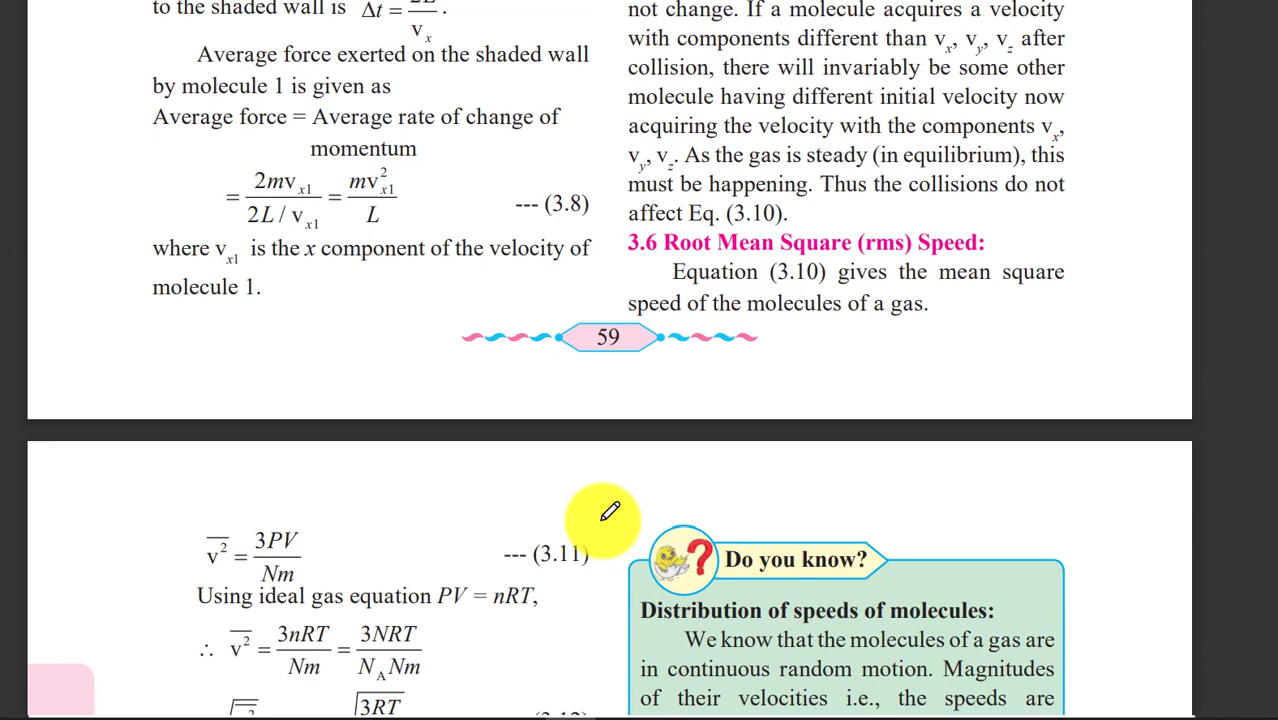 to the shaded wall is Δt = 2L / v_x .
Average force exerted on the shaded wall
by molecule 1 is given as
Average force = Average rate of change of
momentum
= 2mv_x1 / (2L / v_x1) = mv²_x1 / L --- (3.8)
where v_x1 is the x component of the velocity of
molecule 1.
not change. If a molecule acquires a velocity
with components different than v_x, v_y, v_z after
collision, there will invariably be some other
molecule having different initial velocity now
acquiring the velocity with the components v_x,
v_y, v_z. As the gas is steady (in equilibrium), this
must be happening. Thus the collisions do not
affect Eq. (3.10).
3.6 Root Mean Square (rms) Speed:
Equation (3.10) gives the mean square
speed of the molecules of a gas.
59
v̅² = 3PV / Nm --- (3.11)
Using ideal gas equation PV = nRT,
∴ v̅² = 3nRT / Nm = 3NRT / N_A Nm
3RT
Do you know?
Distribution of speeds of molecules:
We know that the molecules of a gas are
in continuous random motion. Magnitudes
of their velocities i.e., the speeds are